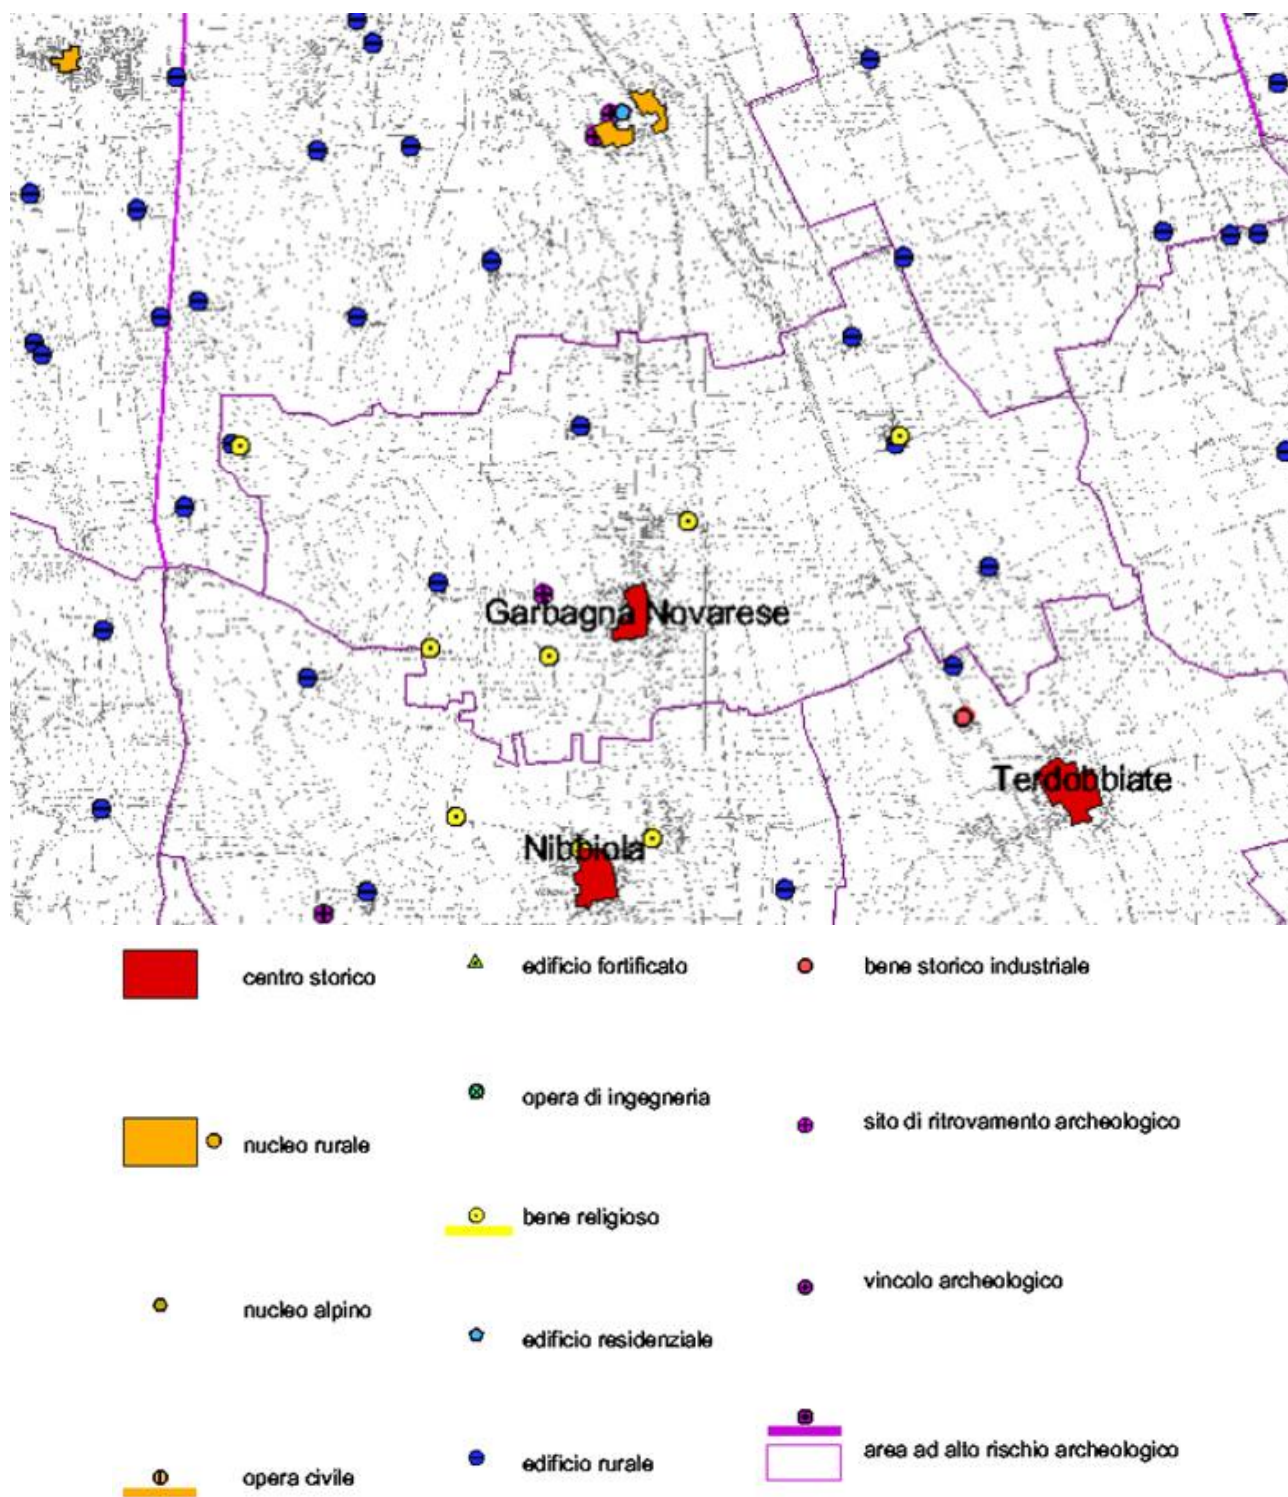 Garbagna Novarese
Terdobbiate
Nibbiola
centro storico
edificio fortificato
bene storico industriale
opera di ingegneria
sito di ritrovamento archeologico
nucleo rurale
bene religioso
vincolo archeologico
nucleo alpino
edificio residenziale
area ad alto rischio archeologico
edificio rurale
opera civile